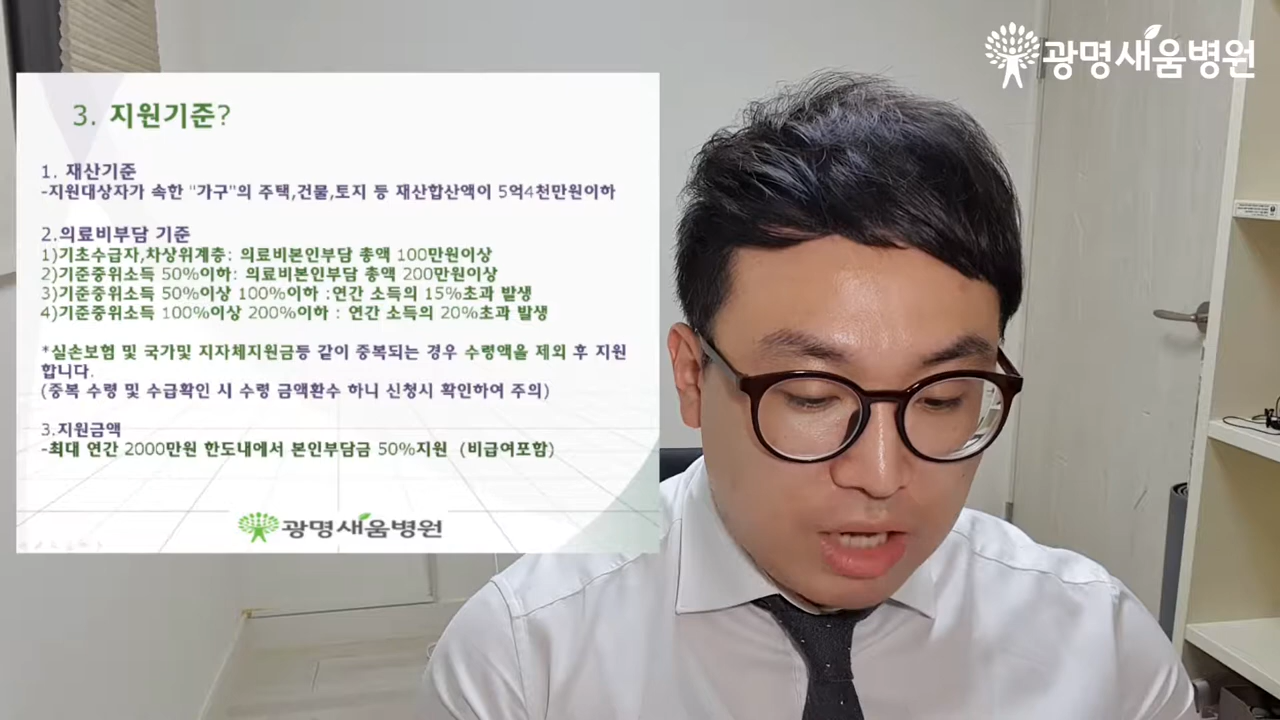 광명새움병원
3. 지원기준?
1. 재산기준
-지원대상자가 속한 "가구"의 주택,건물,토지 등 재산합산액이 5억4천만원이하
2.의료비부담 기준
1)기초수급자,차상위계층: 의료비본인부담 총액 100만원이상
2)기준중위소득 50%이하: 의료비본인부담 총액 200만원이상
3)기준중위소득 50%이상 100%이하 :연간 소득의 15%초과 발생
4)기준중위소득 100%이상 200%이하 : 연간 소득의 20%초과 발생
*실손보험 및 국가및 지자체지원금등 같이 중복되는 경우 수령액을 제외 후 지원
합니다.
(중복 수령 및 수급확인 시 수령 금액환수 하니 신청시 확인하여 주의)
3.지원금액
-최대 연간 2000만원 한도내에서 본인부담금 50%지원 (비급여포함)
광명새움병원